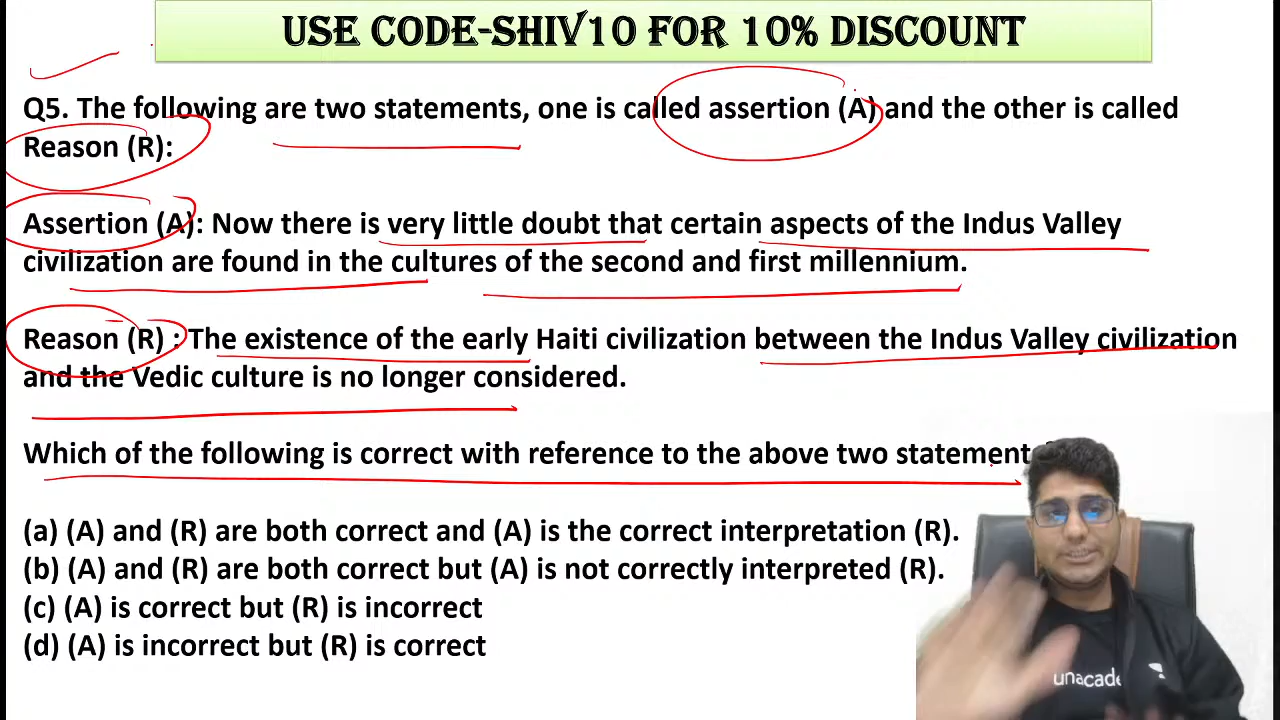 USE CODE-SHIV10 FOR 10% DISCOUNT
Q5. The following are two statements, one is called assertion (A) and the other is called
Reason (R):
Assertion (A): Now there is very little doubt that certain aspects of the Indus Valley
civilization are found in the cultures of the second and first millennium.
Reason (R) : The existence of the early Haiti civilization between the Indus Valley civilization
and the Vedic culture is no longer considered.
Which of the following is correct with reference to the above two statement
(a) (A) and (R) are both correct and (A) is the correct interpretation (R).
(b) (A) and (R) are both correct but (A) is not correctly interpreted (R).
(c) (A) is correct but (R) is incorrect
(d) (A) is incorrect but (R) is correct
unacade